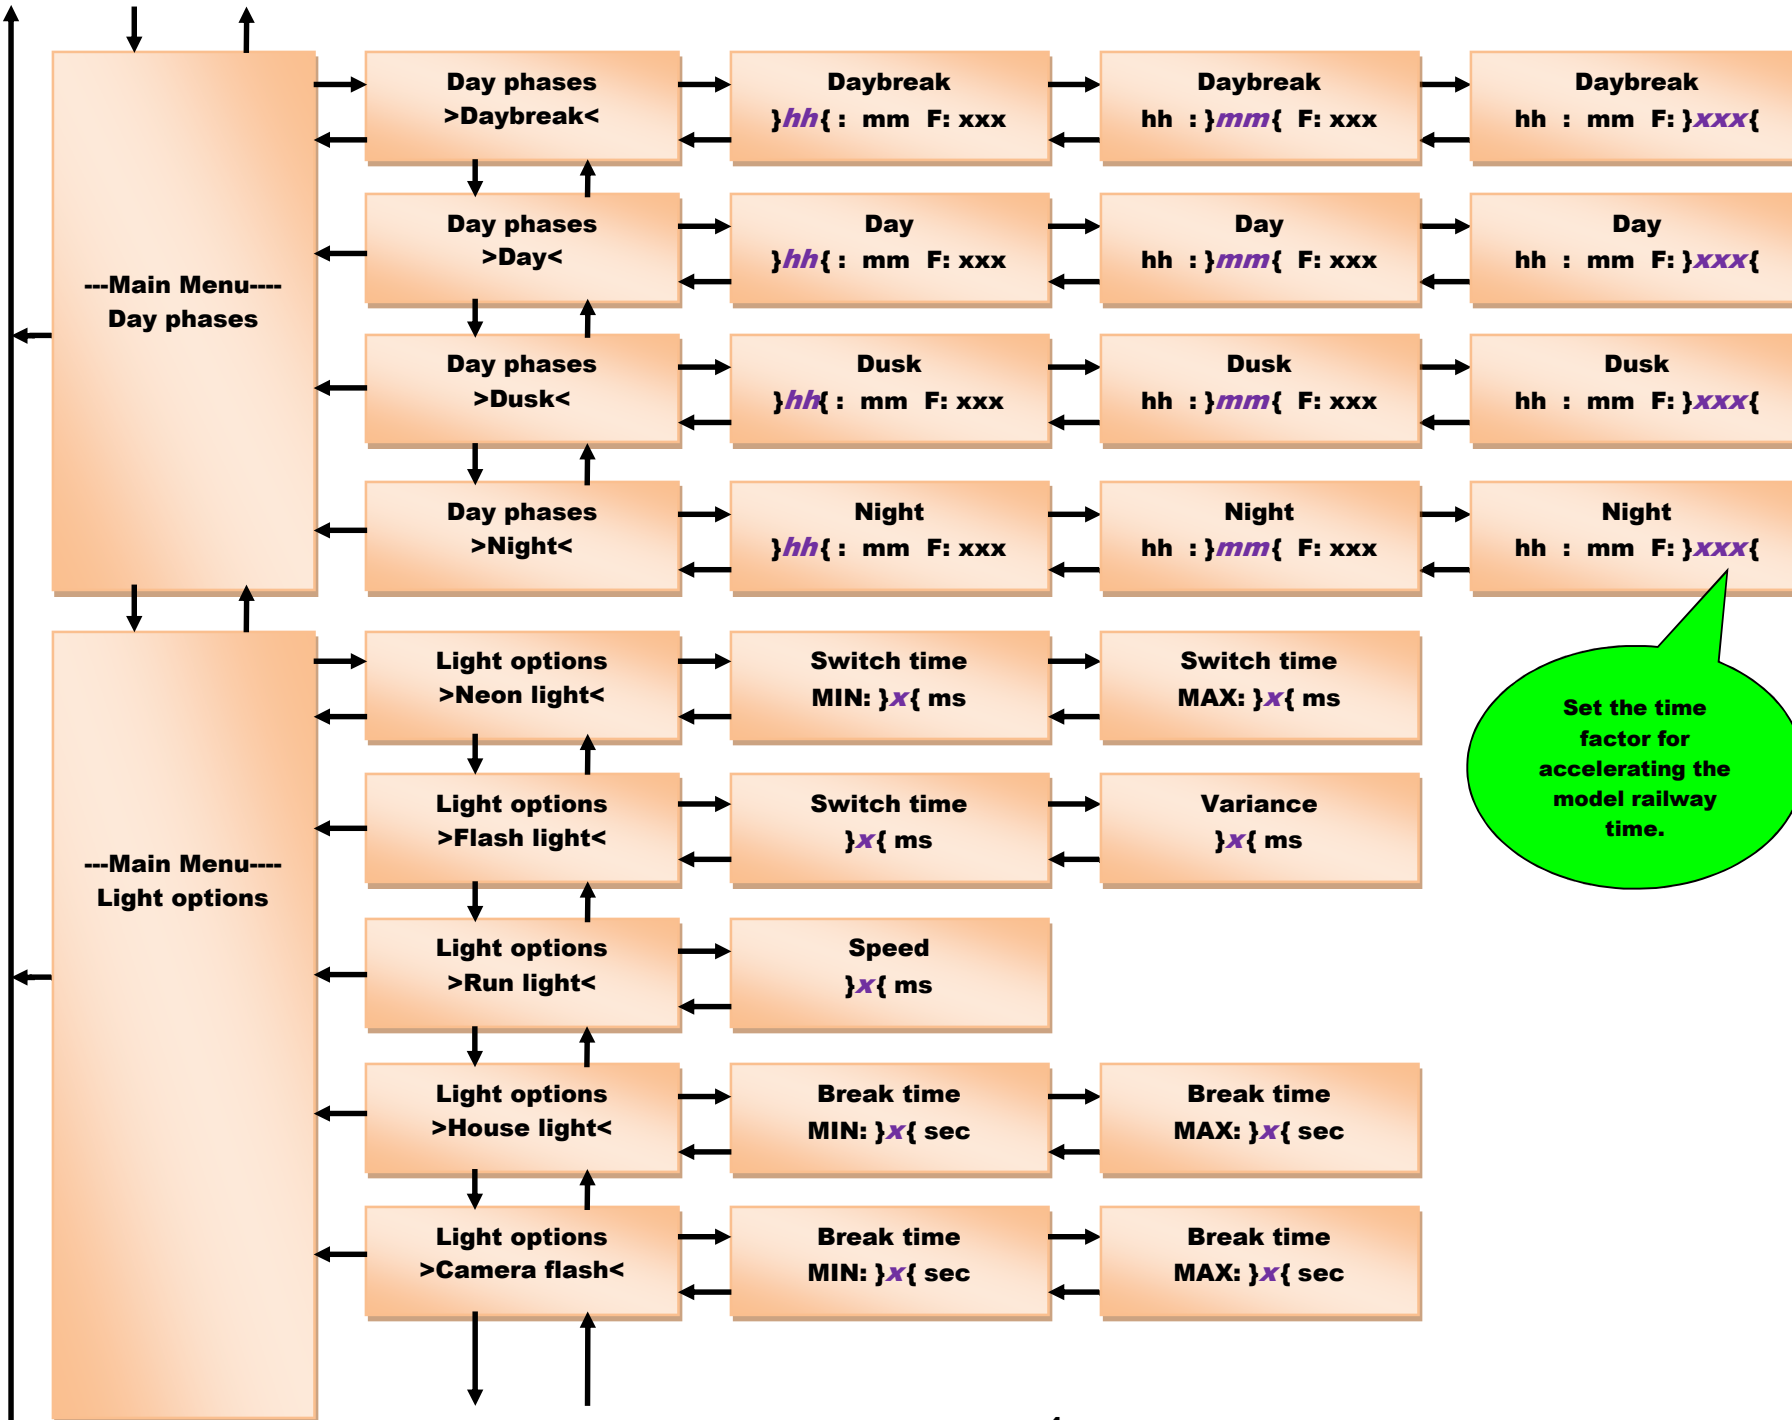 ---Main Menu----
Day phases
Day phases
>Daybreak<
Daybreak
}hh{ :  mm  F: xxx
Daybreak
hh  : }mm{  F: xxx
Daybreak
hh  :  mm  F: }xxx{
Day phases
>Day<
Day
}hh{ :  mm  F: xxx
Day
hh  : }mm{  F: xxx
Day
hh  :  mm  F: }xxx{
Day phases
>Dusk<
Dusk
}hh{ :  mm  F: xxx
Dusk
hh  : }mm{  F: xxx
Dusk
hh  :  mm  F: }xxx{
Day phases
>Night<
Night
}hh{ :  mm  F: xxx
Night
hh  : }mm{  F: xxx
Night
hh  :  mm  F: }xxx{
Set the time
factor for
accelerating the
model railway
time.
---Main Menu----
Light options
Light options
>Neon light<
Switch time
MIN: }x{ ms
Switch time
MAX: }x{ ms
Light options
>Flash light<
Switch time
}x{ ms
Variance
}x{ ms
Light options
>Run light<
Speed
}x{ ms
Light options
>House light<
Break time
MIN: }x{ sec
Break time
MAX: }x{ sec
Light options
>Camera flash<
Break time
MIN: }x{ sec
Break time
MAX: }x{ sec